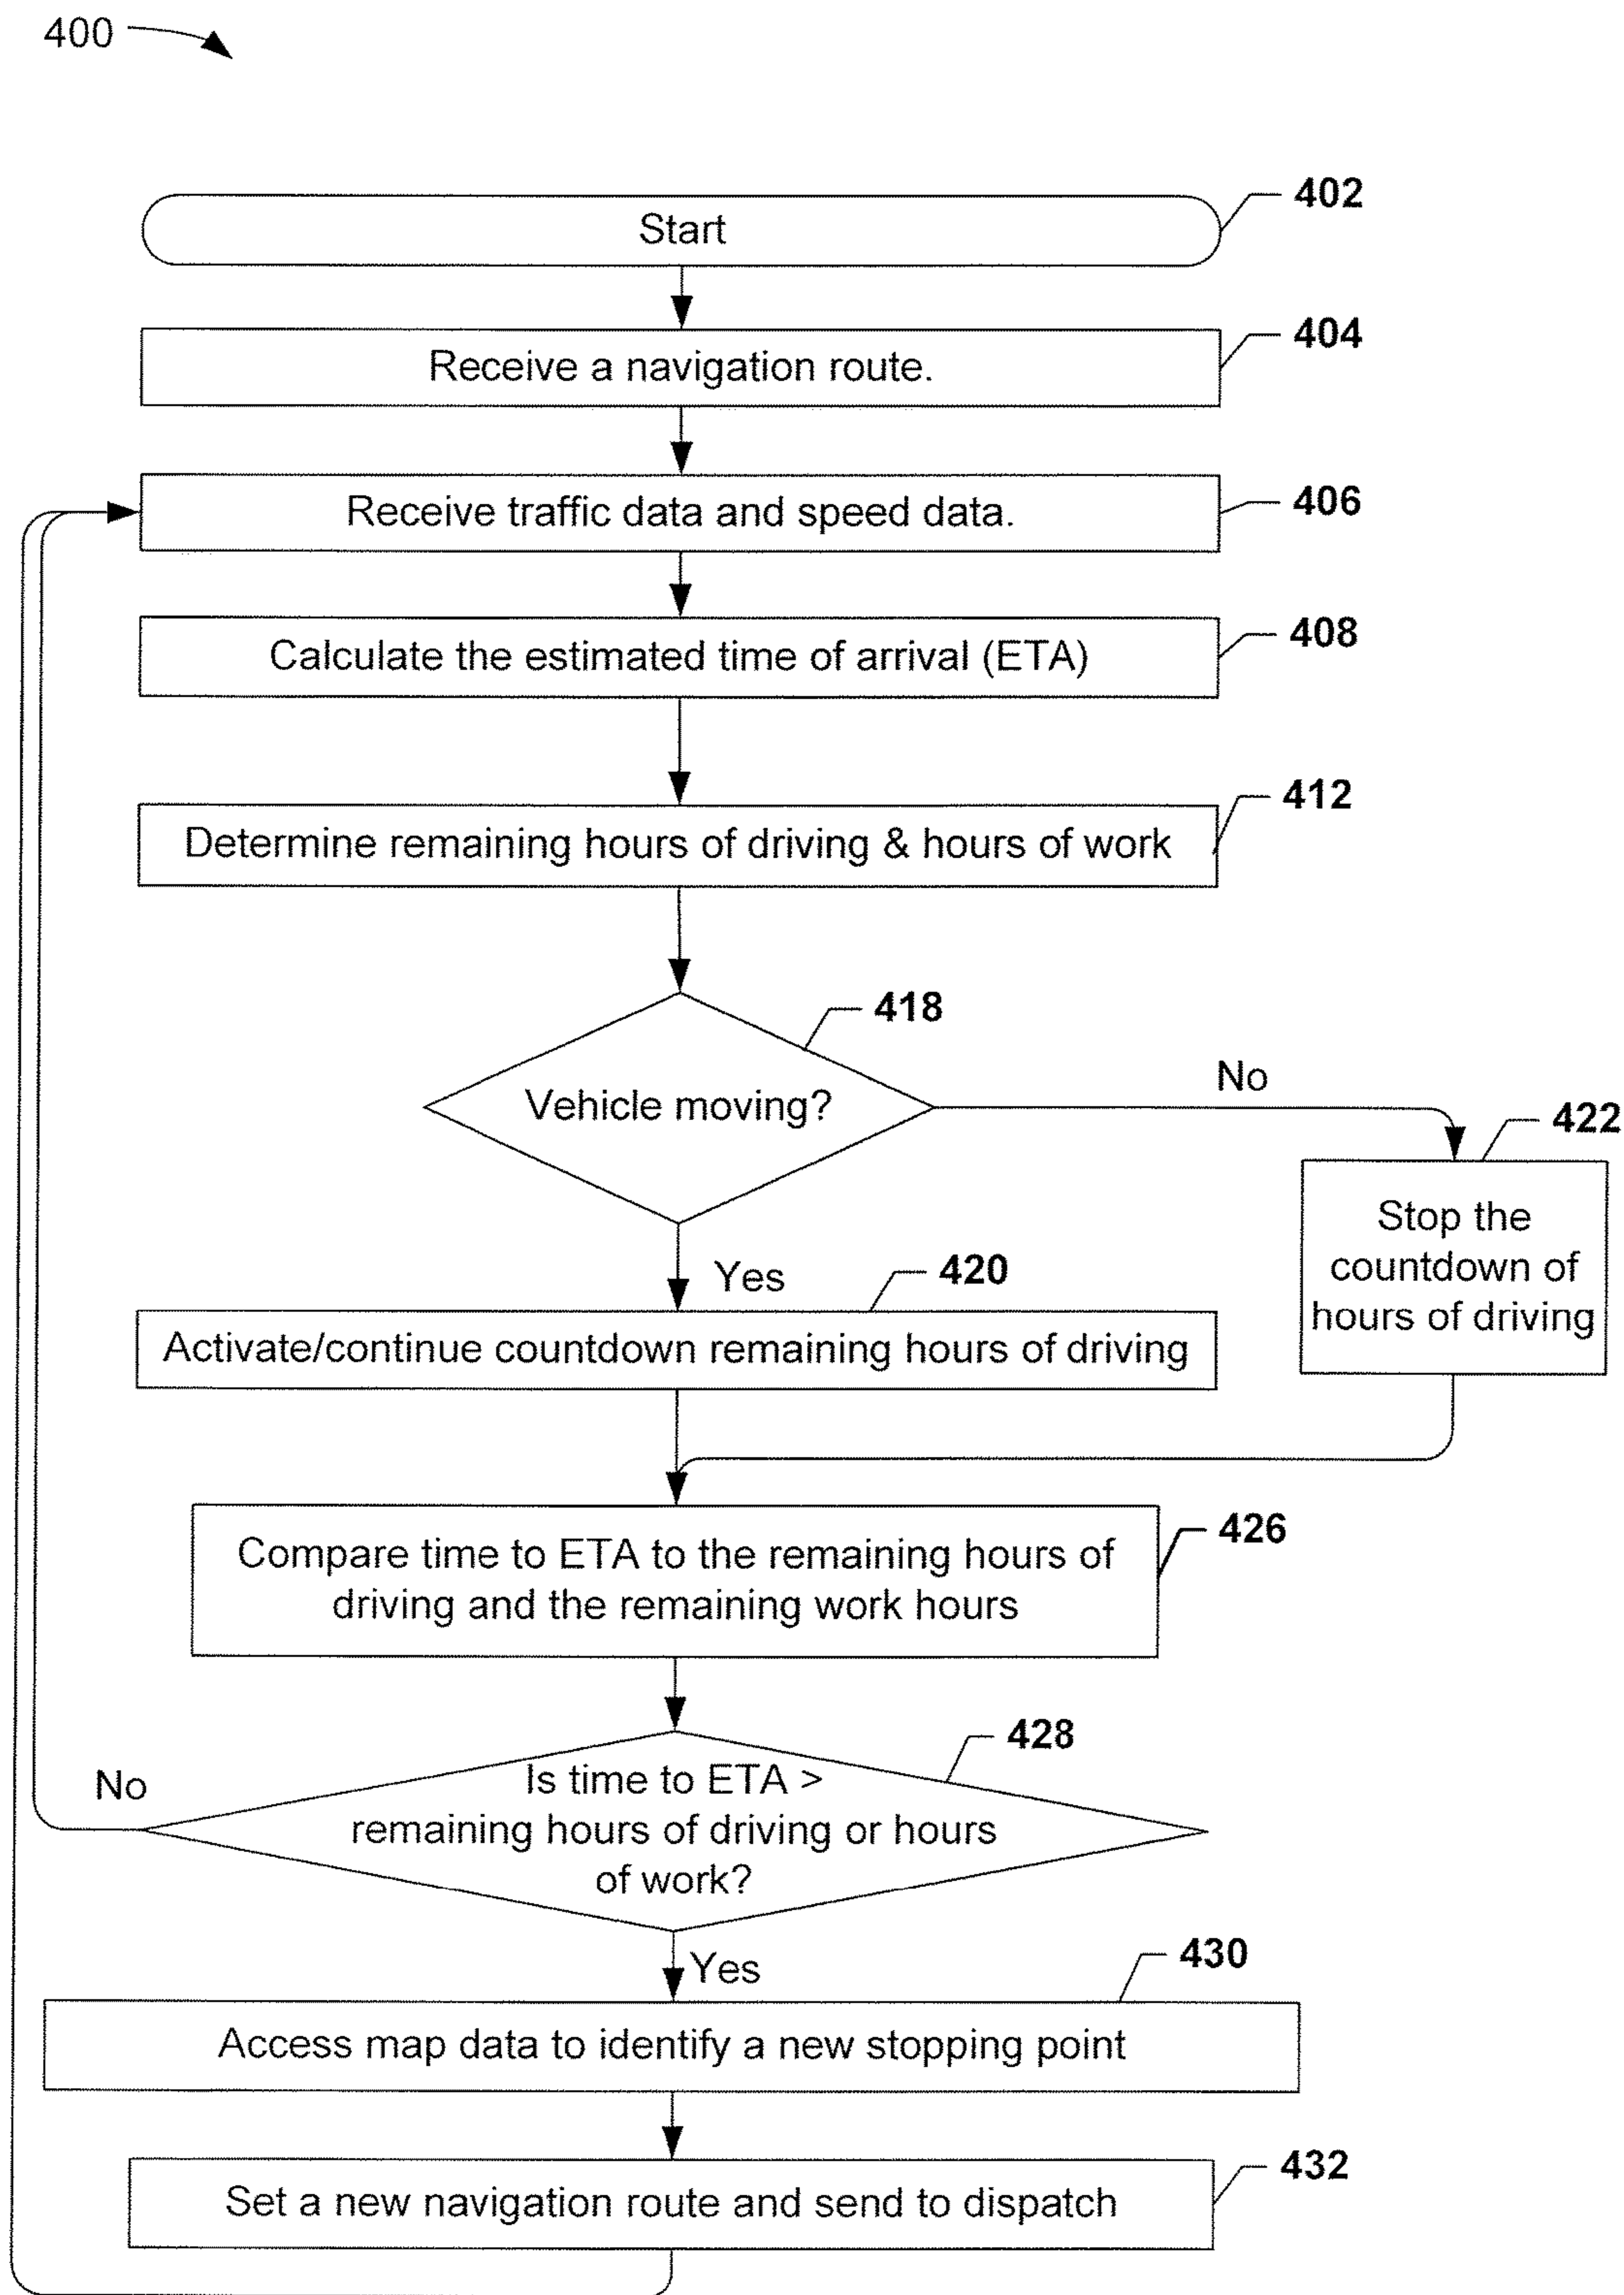 400
402
Start
404
Receive a navigation route.
406
Receive traffic data and speed data.
408
Calculate the estimated time of arrival (ETA)
412
Determine remaining hours of driving & hours of work
418
Vehicle moving?
No
422
Stop the
countdown of
hours of driving
Yes
420
Activate/continue countdown remaining hours of driving
426
Compare time to ETA to the remaining hours of
driving and the remaining work hours
428
No
Is time to ETA >
remaining hours of driving or hours
of work?
Yes
430
Access map data to identify a new stopping point
432
Set a new navigation route and send to dispatch